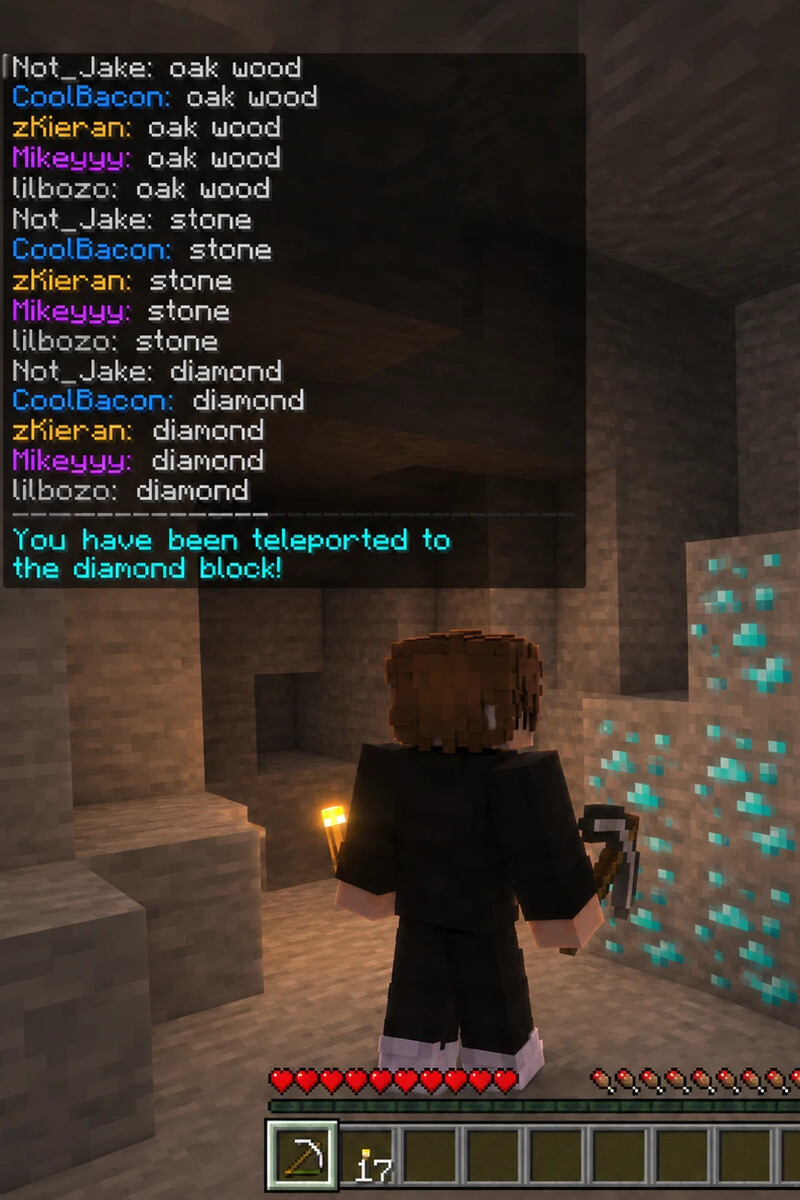 Not_Jake: oak wood
CoolBacon: oak wood
zKieran: oak wood
Mikeyyy: oak wood
lilbozo: oak wood
Not_Jake: stone
CoolBacon: stone
zKieran: stone
Mikeyyy: stone
lilbozo: stone
Not_Jake: diamond
CoolBacon: diamond
zKieran: diamond
Mikeyyy: diamond
lilbozo: diamond
You have been teleported to
the diamond block!
17